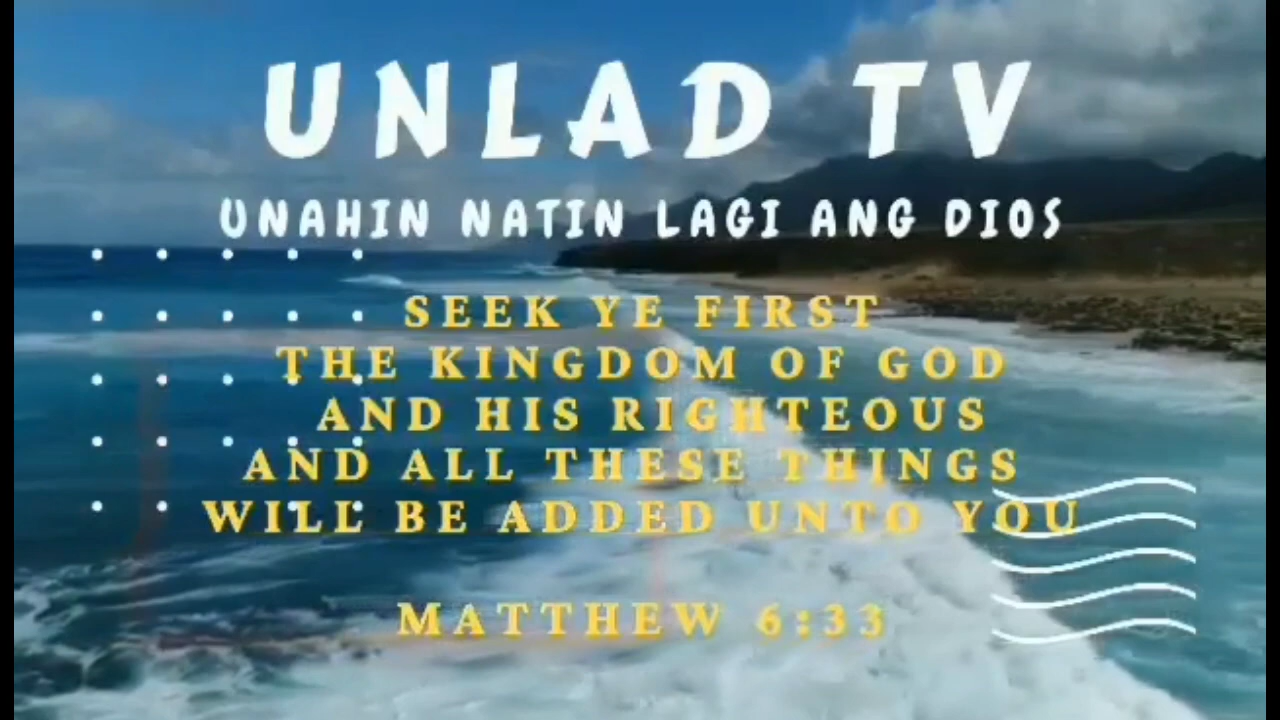 UNLAD TV
UNAHIN NATIN LAGI ANG DIOS
SEEK YE FIRST
THE KINGDOM OF GOD
AND HIS RIGHTEOUS
AND ALL THESE THINGS
WILL BE ADDED UNTO YOU
MATTHEW 6:33